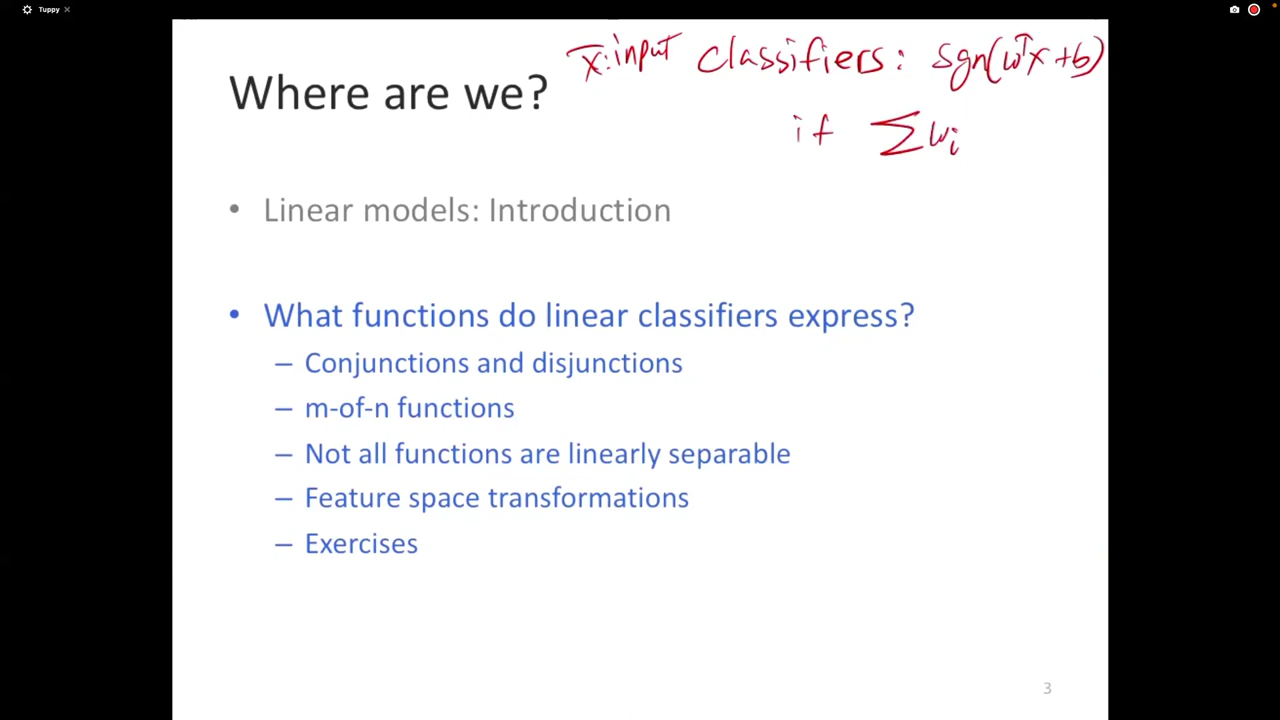 Tuppy
x: input classifiers: sgn(wᵀx + b)
Where are we?
if Σ wᵢ
• Linear models: Introduction
• What functions do linear classifiers express?
– Conjunctions and disjunctions
– m-of-n functions
– Not all functions are linearly separable
– Feature space transformations
– Exercises
3